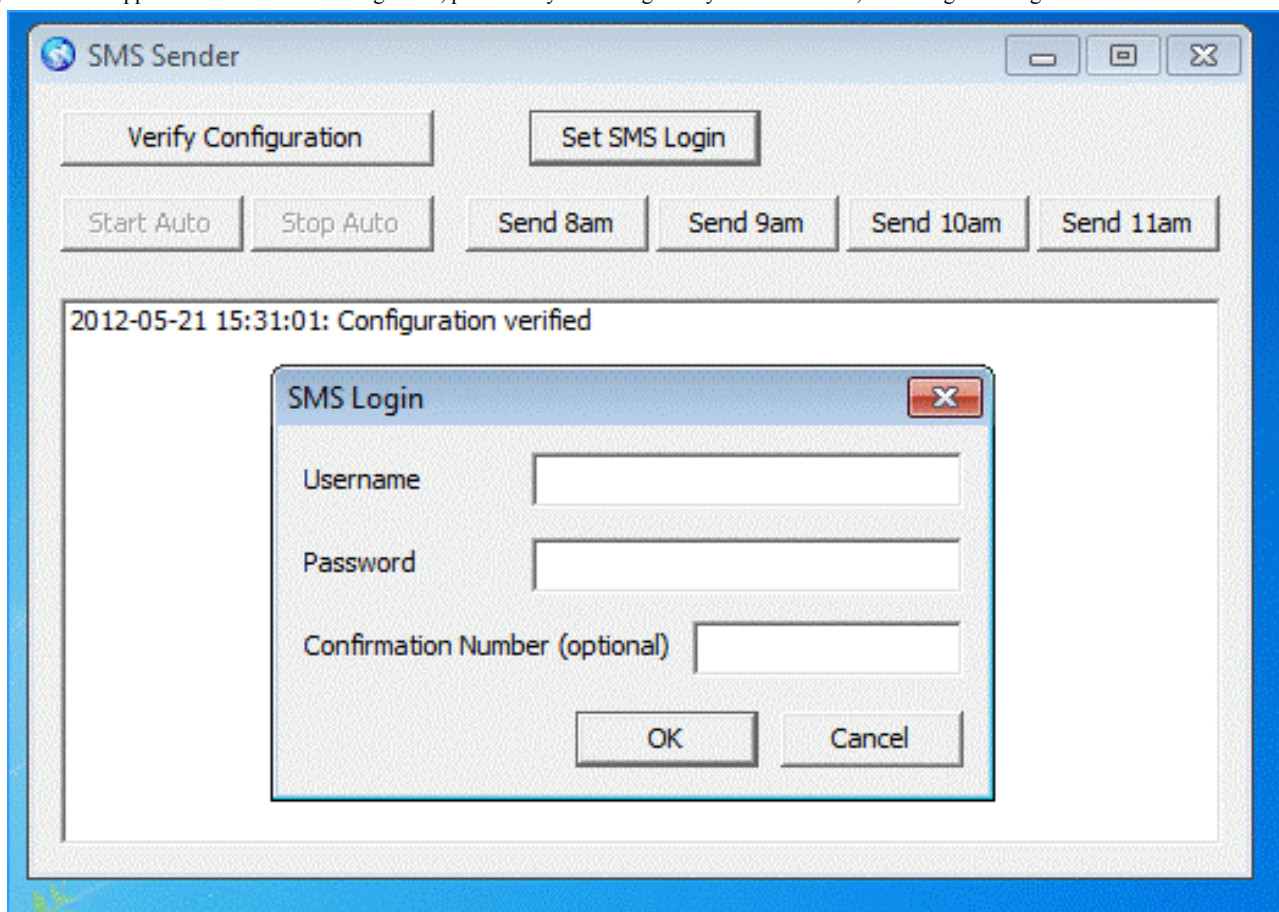 SMS Sender
Verify Configuration Set SMS Login
Start Auto Stop Auto Send 8am Send 9am Send 10am Send 11am
2012-05-21 15:31:01: Configuration verified
SMS Login
Username
Password
Confirmation Number (optional)
OK Cancel